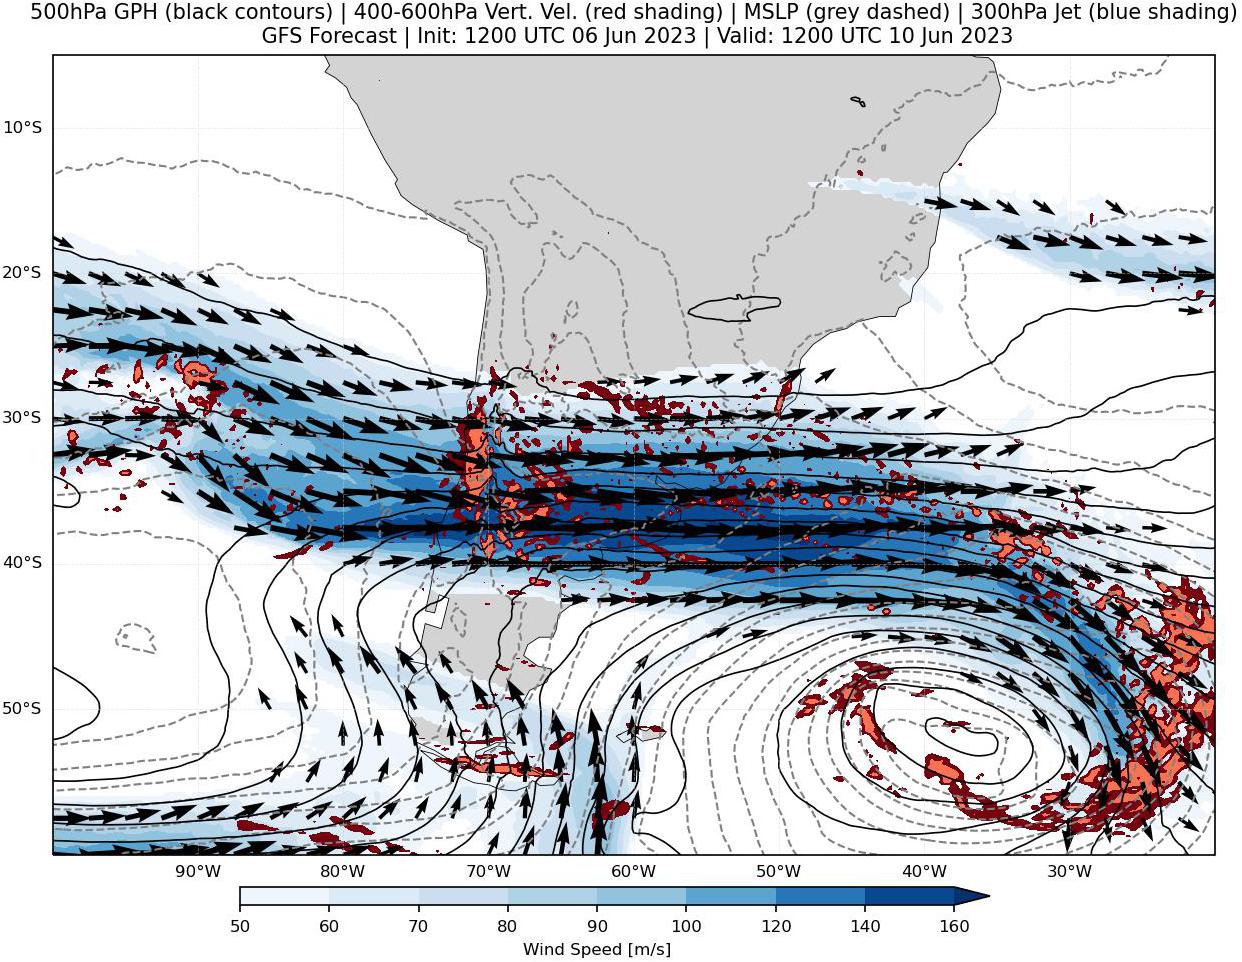 500hPa GPH (black contours) | 400-600hPa Vert. Vel. (red shading) | MSLP (grey dashed) | 300hPa Jet (blue shading)
GFS Forecast | Init: 1200 UTC 06 Jun 2023 | Valid: 1200 UTC 10 Jun 2023
10°S
20°S
30°S
40°S
50°S
90°W 80°W 70°W 60°W 50°W 40°W 30°W
50 60 70 80 90 100 120 140 160
Wind Speed [m/s]